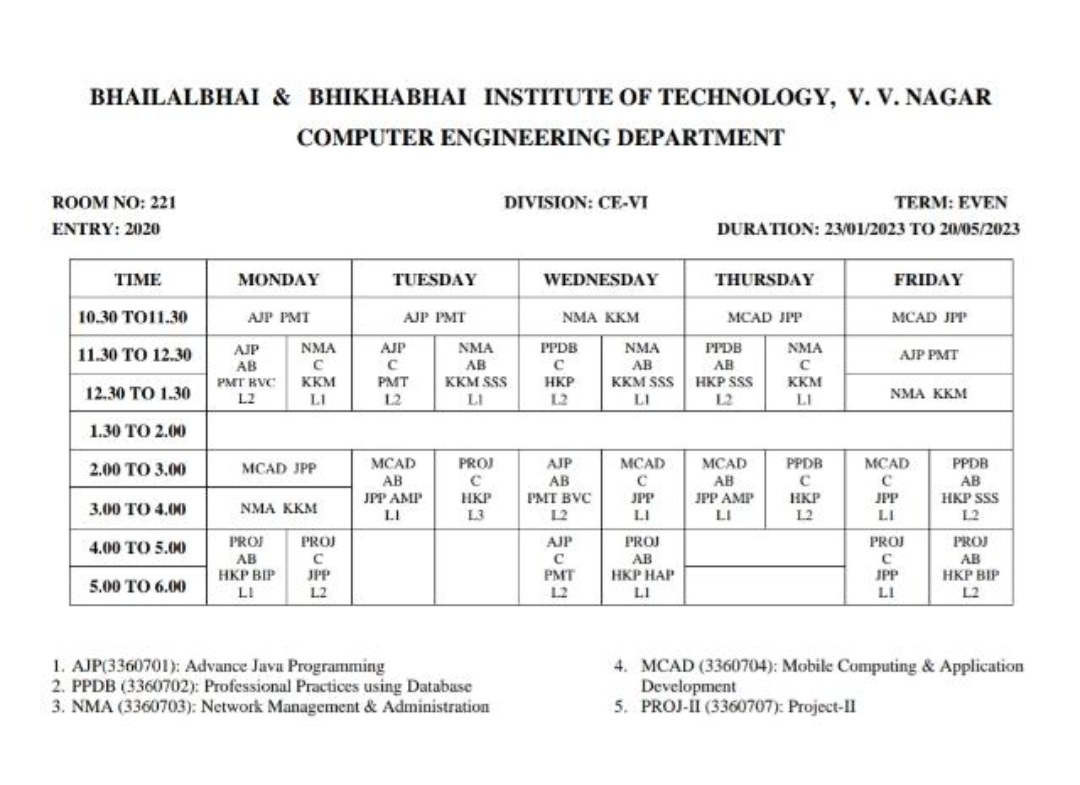 BHAILALBHAI & BHIKHABHAI INSTITUTE OF TECHNOLOGY, V. V. NAGAR
COMPUTER ENGINEERING DEPARTMENT
ROOM NO: 221 DIVISION: CE-VI TERM: EVEN
ENTRY: 2020 DURATION: 23/01/2023 TO 20/05/2023
TIME MONDAY TUESDAY WEDNESDAY THURSDAY FRIDAY
10.30 TO11.30 AJP PMT AJP PMT NMA KKM MCAD JPP MCAD JPP
11.30 TO 12.30 AJP NMA AJP NMA PPDB NMA PPDB NMA AJP PMT
AB C C AB C AB AB C
12.30 TO 1.30 PMT BVC KKM PMT KKM SSS HKP KKM SSS HKP SSS KKM NMA KKM
L2 L1 L2 L1 L2 L1 L2 L1
1.30 TO 2.00
2.00 TO 3.00 MCAD JPP MCAD PROJ AJP MCAD MCAD PPDB MCAD PPDB
AB C AB C AB C C AB
3.00 TO 4.00 NMA KKM JPP AMP HKP PMT BVC JPP JPP AMP HKP JPP HKP SSS
L1 L3 L2 L1 L1 L2 L1 L2
4.00 TO 5.00 PROJ PROJ AJP PROJ PROJ PROJ
AB C C AB C AB
5.00 TO 6.00 HKP BIP JPP PMT HKP HAP JPP HKP BIP
L1 L2 L2 L1 L1 L2
1. AJP(3360701): Advance Java Programming
2. PPDB (3360702): Professional Practices using Database
3. NMA (3360703): Network Management & Administration
4. MCAD (3360704): Mobile Computing & Application
Development
5. PROJ-II (3360707): Project-II